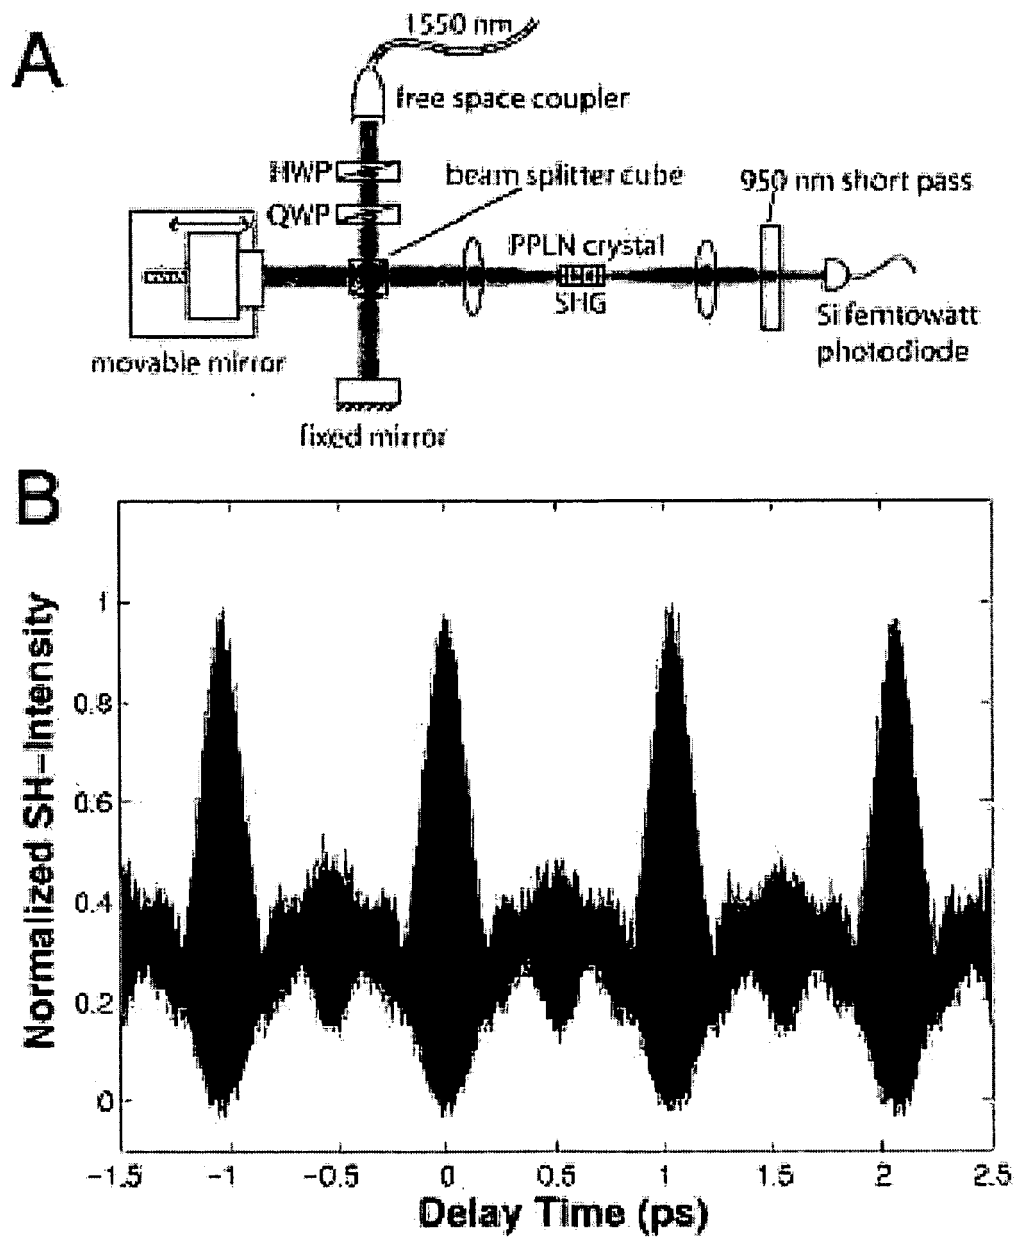 A
1550 nm
free space coupler
HWP
beam splitter cube
950 nm short pass
QWP
PPLN crystal
SHG
Si femtowatt
photodiode
movable mirror
fixed mirror
B
Normalized SH-Intensity
1
0.8
0.6
0.4
0.2
0
-1.5 -1 -0.5 0 0.5 1 1.5 2 2.5
Delay Time (ps)